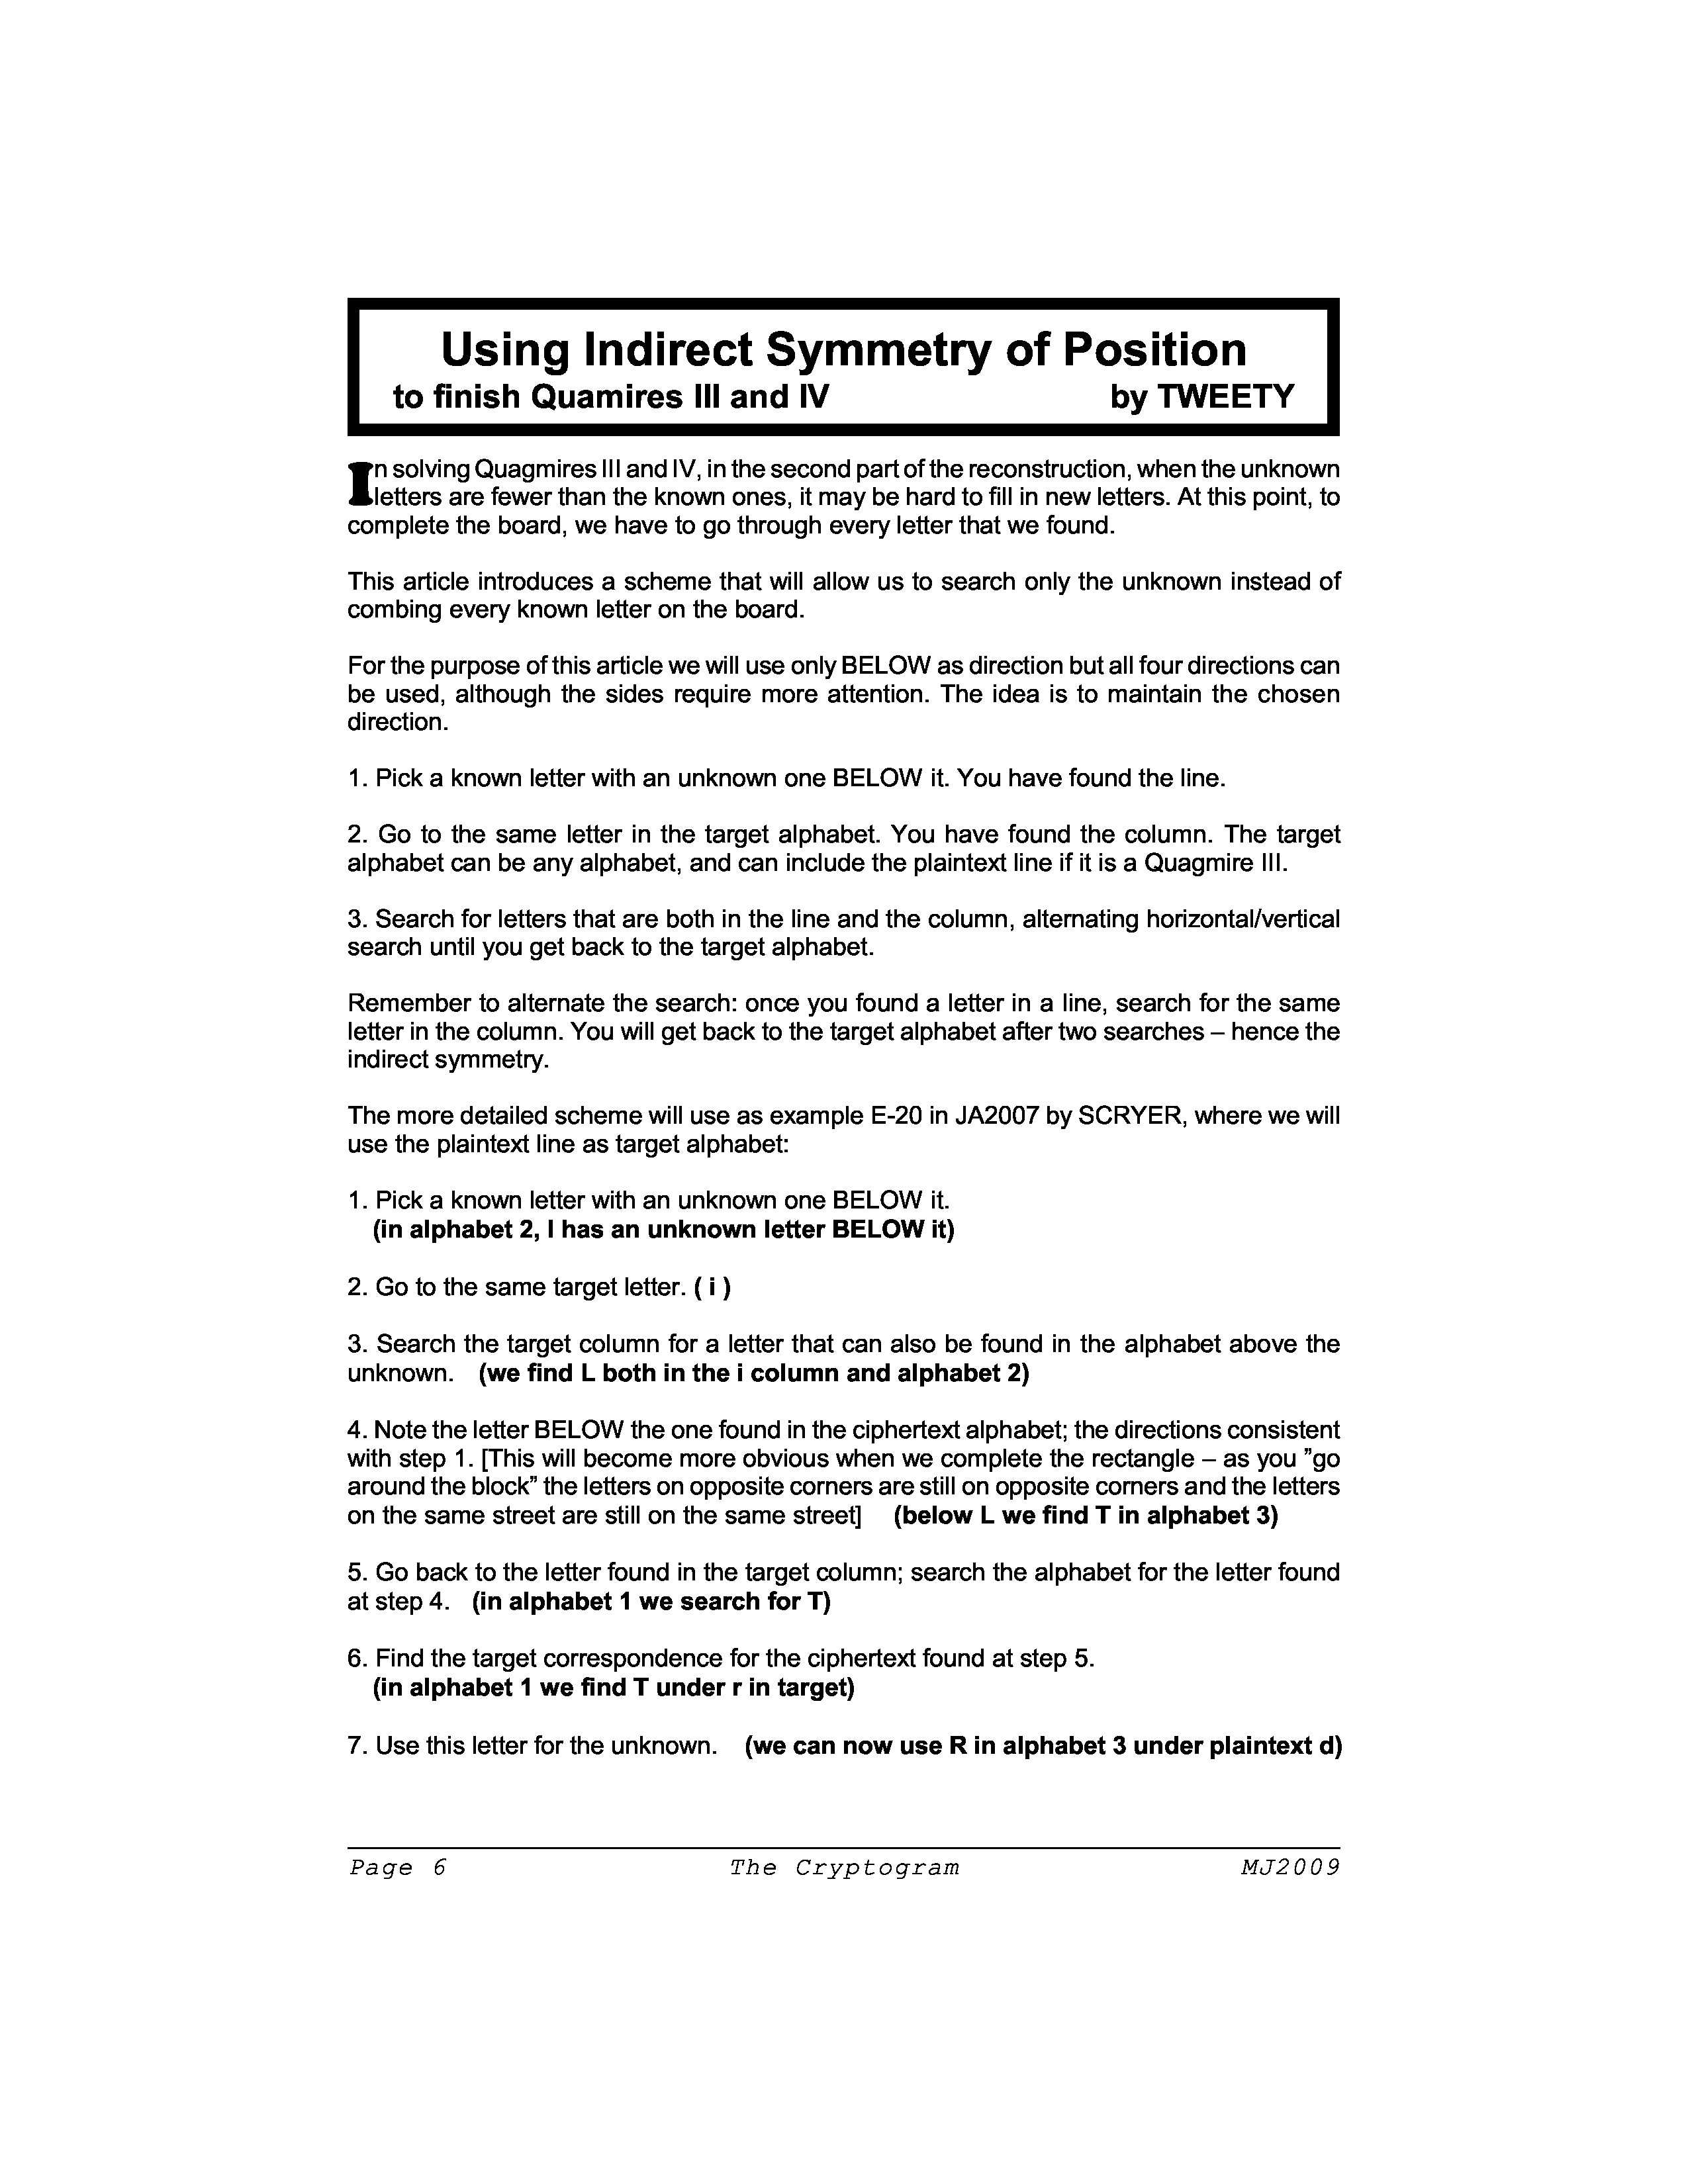 Using Indirect Symmetry of Position
to finish Quamires III and IV by TWEETY
In solving Quagmires III and IV, in the second part of the reconstruction, when the unknown
letters are fewer than the known ones, it may be hard to fill in new letters. At this point, to
complete the board, we have to go through every letter that we found.
This article introduces a scheme that will allow us to search only the unknown instead of
combing every known letter on the board.
For the purpose of this article we will use only BELOW as direction but all four directions can
be used, although the sides require more attention. The idea is to maintain the chosen
direction.
1. Pick a known letter with an unknown one BELOW it. You have found the line.
2. Go to the same letter in the target alphabet. You have found the column. The target
alphabet can be any alphabet, and can include the plaintext line if it is a Quagmire III.
3. Search for letters that are both in the line and the column, alternating horizontal/vertical
search until you get back to the target alphabet.
Remember to alternate the search: once you found a letter in a line, search for the same
letter in the column. You will get back to the target alphabet after two searches – hence the
indirect symmetry.
The more detailed scheme will use as example E-20 in JA2007 by SCRYER, where we will
use the plaintext line as target alphabet:
1. Pick a known letter with an unknown one BELOW it.
(in alphabet 2, I has an unknown letter BELOW it)
2. Go to the same target letter. ( i )
3. Search the target column for a letter that can also be found in the alphabet above the
unknown. (we find L both in the i column and alphabet 2)
4. Note the letter BELOW the one found in the ciphertext alphabet; the directions consistent
with step 1. [This will become more obvious when we complete the rectangle – as you ”go
around the block” the letters on opposite corners are still on opposite corners and the letters
on the same street are still on the same street] (below L we find T in alphabet 3)
5. Go back to the letter found in the target column; search the alphabet for the letter found
at step 4. (in alphabet 1 we search for T)
6. Find the target correspondence for the ciphertext found at step 5.
(in alphabet 1 we find T under r in target)
7. Use this letter for the unknown. (we can now use R in alphabet 3 under plaintext d)
Page 6 The Cryptogram MJ2009